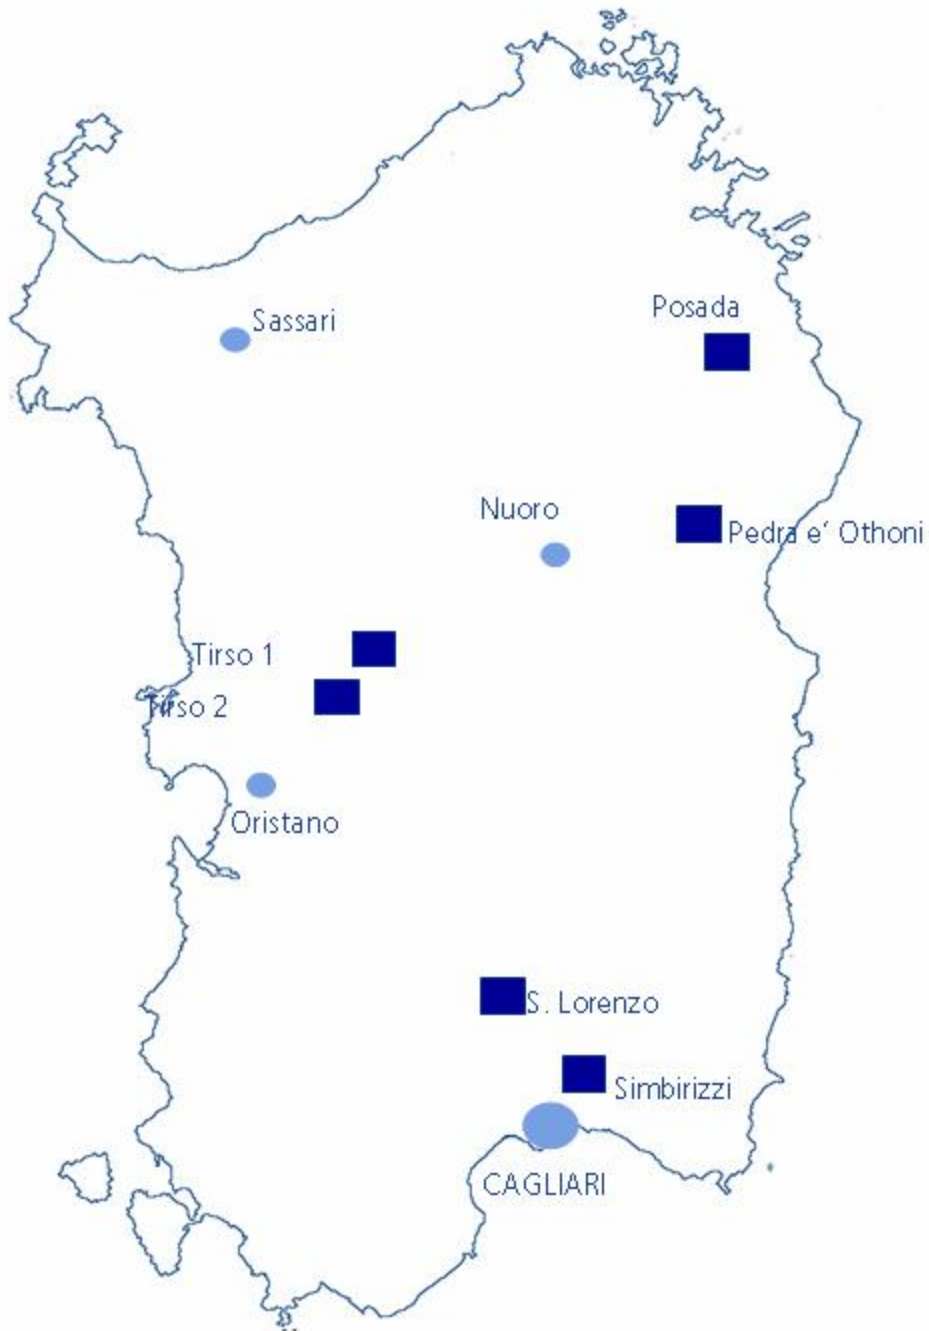 Posada
Sassari
Nuoro
Pedra e’ Othoni
Tirso 1
Tirso 2
Oristano
S. Lorenzo
Simbirizzi
CAGLIARI